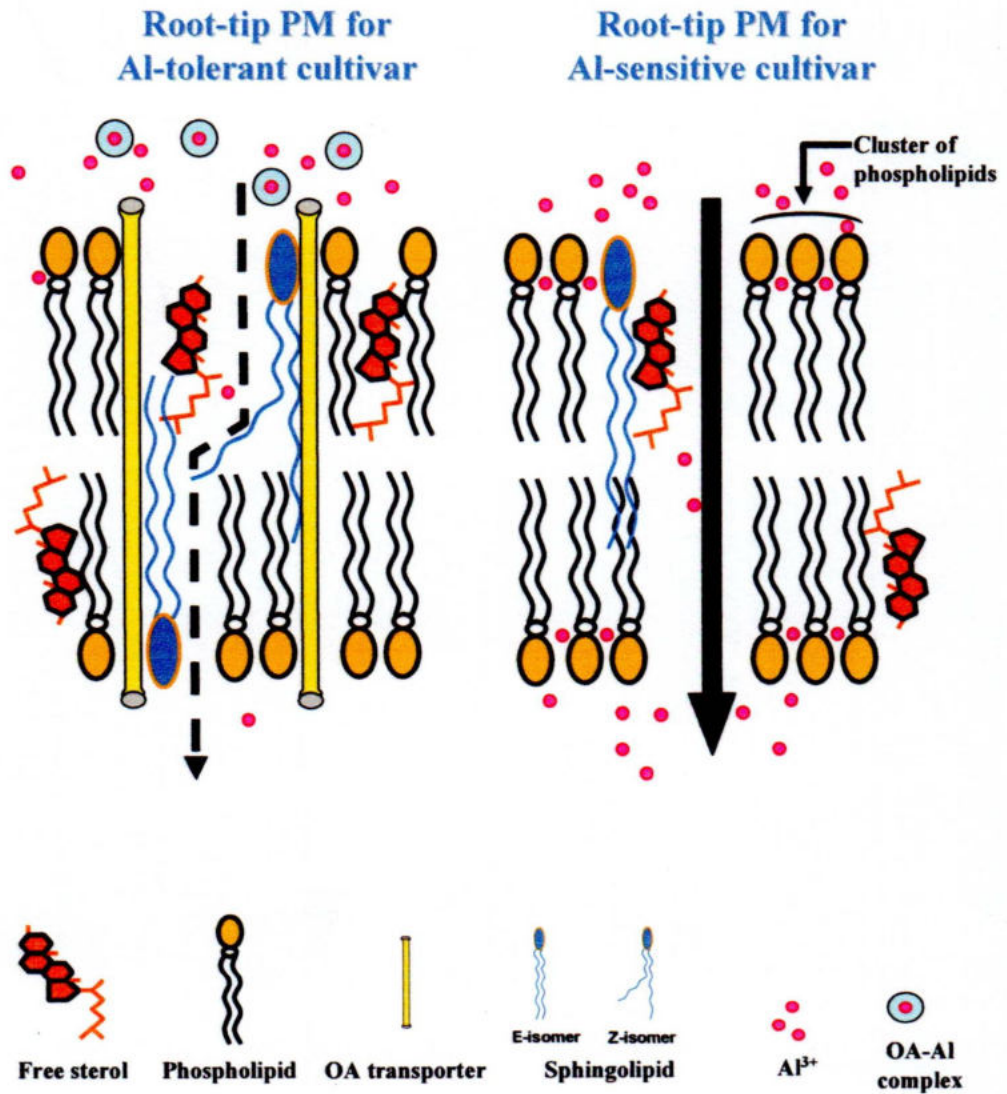 Root-tip PM for
Al-tolerant cultivar
Root-tip PM for
Al-sensitive cultivar
Cluster of
phospholipids
E-isomer
Z-isomer
Free sterol
Phospholipid
OA transporter
Sphingolipid
Al³⁺
OA-Al
complex